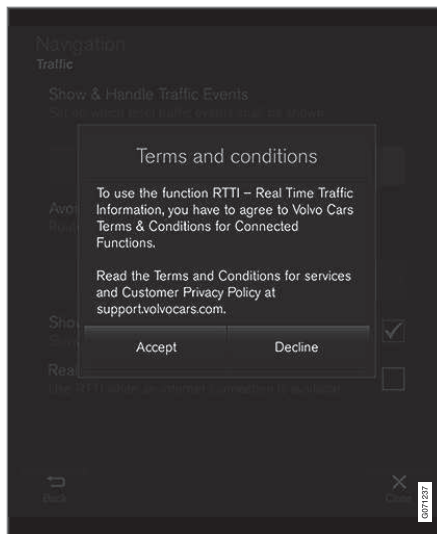 Navigation
Traffic
Show & Handle Traffic Events
Terms and conditions
To use the function RTTI – Real Time Traffic
Information, you have to agree to Volvo Cars
Terms & Conditions for Connected
Functions.
Read the Terms and Conditions for services
and Customer Privacy Policy at
support.volvocars.com.
Accept
Decline
Back
Close
G071237